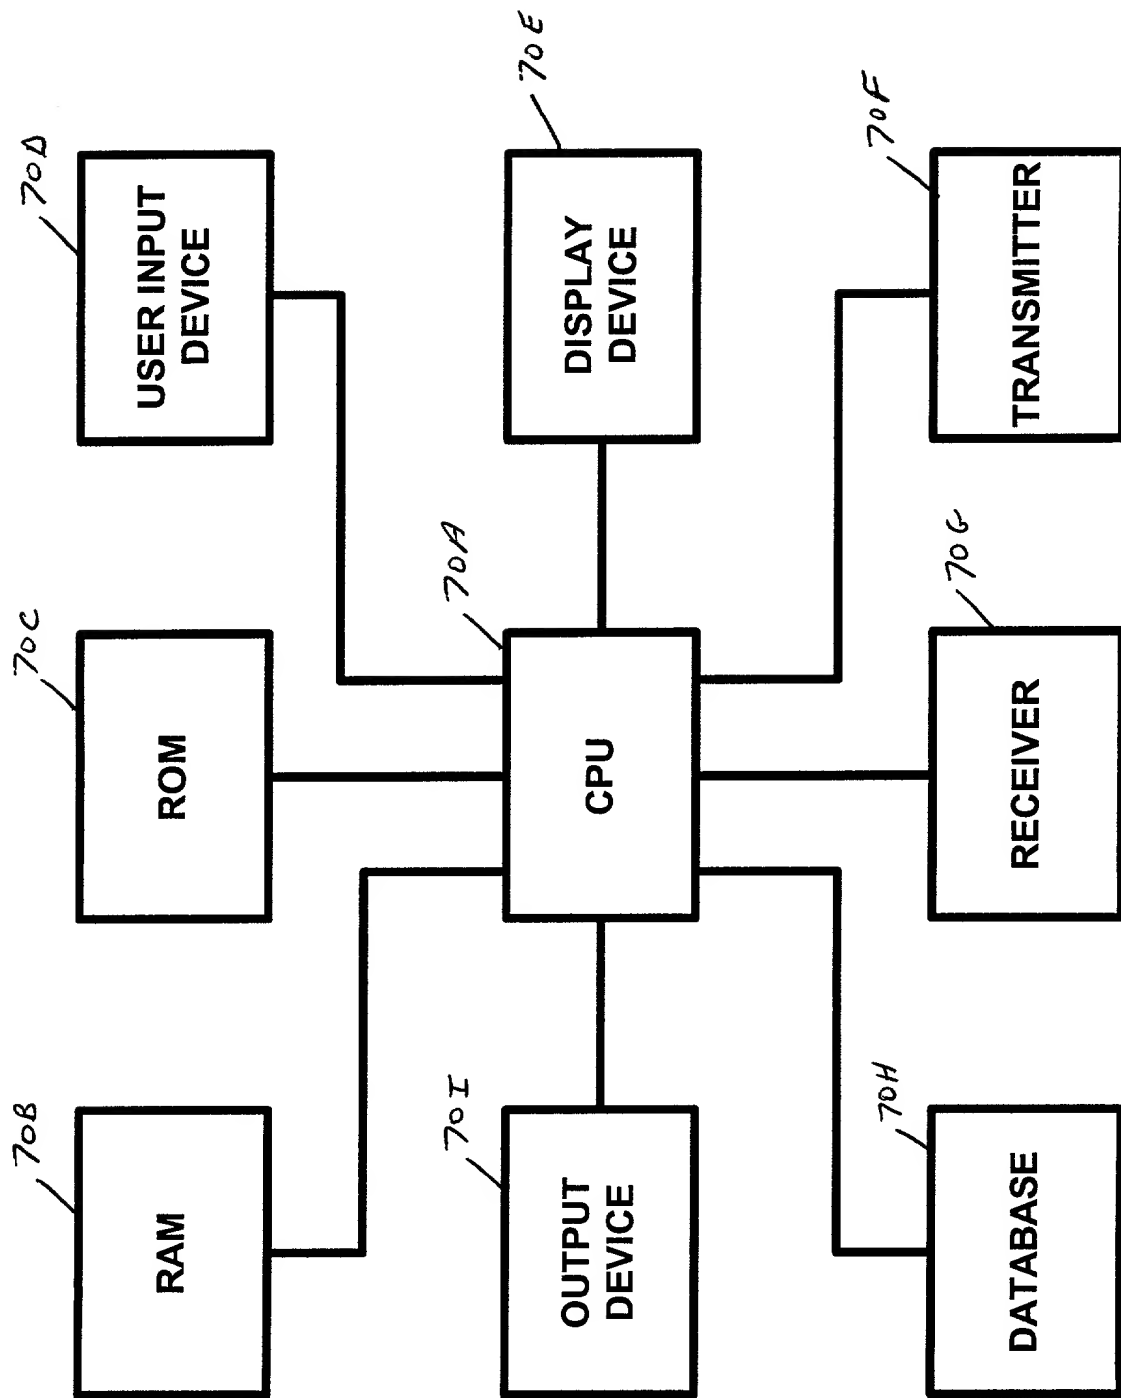 70B
RAM
70C
ROM
70D
USER INPUT
DEVICE
70I
OUTPUT
DEVICE
70A
CPU
70E
DISPLAY
DEVICE
70H
DATABASE
70G
RECEIVER
70F
TRANSMITTER